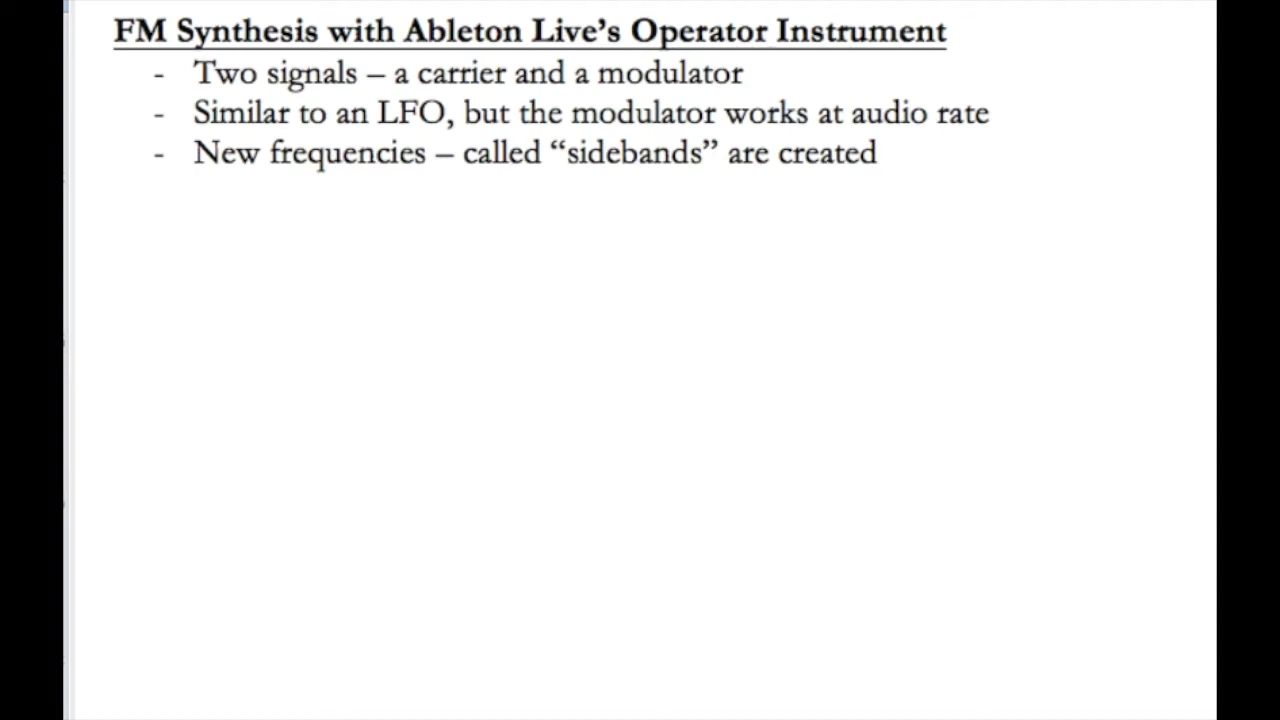 FM Synthesis with Ableton Live’s Operator Instrument
- Two signals – a carrier and a modulator
- Similar to an LFO, but the modulator works at audio rate
- New frequencies – called “sidebands” are created